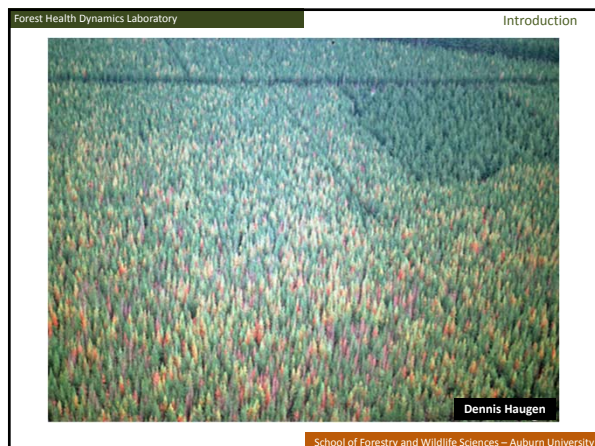 Forest Health Dynamics Laboratory
Introduction
Dennis Haugen
School of Forestry and Wildlife Sciences – Auburn University